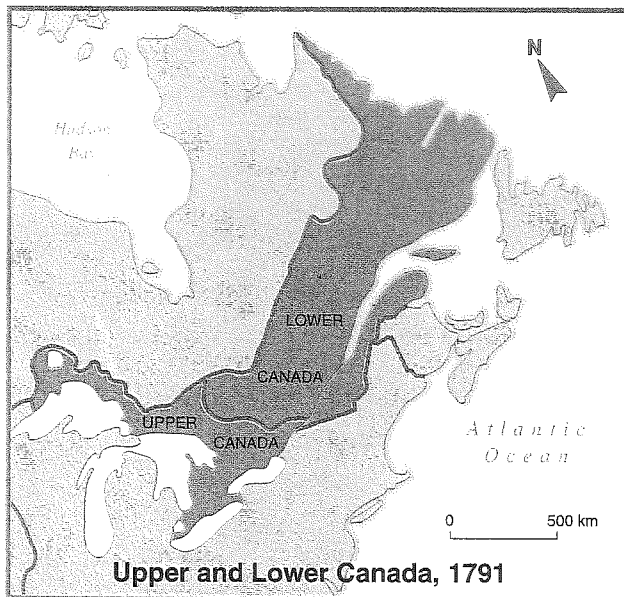 N
Hudson
Bay
LOWER
CANADA
UPPER
CANADA
Atlantic
Ocean
0 500 km
Upper and Lower Canada, 1791